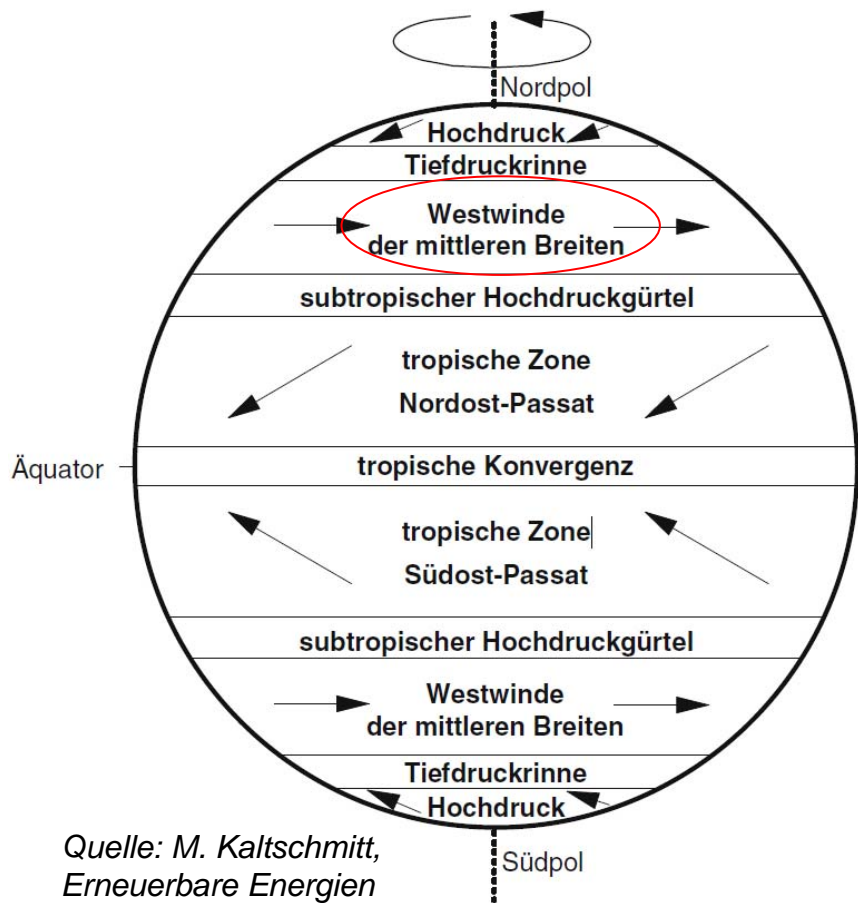 Nordpol
Hochdruck
Tiefdruckrinne
Westwinde
der mittleren Breiten
subtropischer Hochdruckgürtel
tropische Zone
Nordost-Passat
Äquator
tropische Konvergenz
tropische Zone
Südost-Passat
subtropischer Hochdruckgürtel
Westwinde
der mittleren Breiten
Tiefdruckrinne
Hochdruck
Quelle: M. Kaltschmitt,
Erneuerbare Energien
Südpol